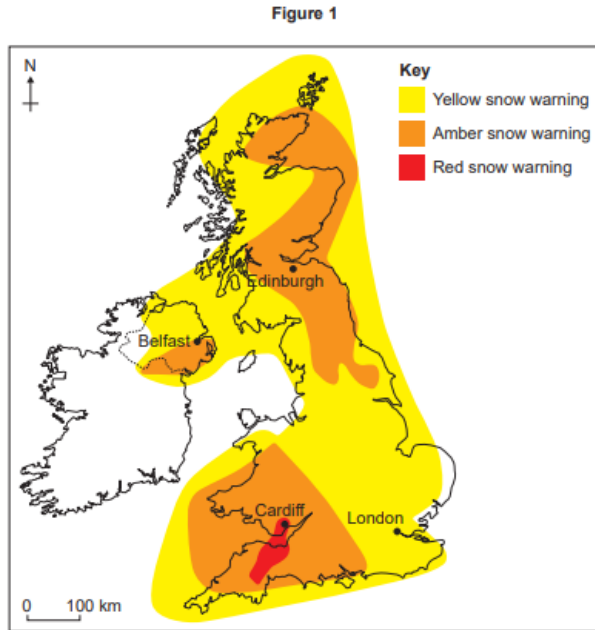 Figure 1
N
Key
Yellow snow warning
Amber snow warning
Red snow warning
Edinburgh
Belfast
Cardiff
London
0 100 km